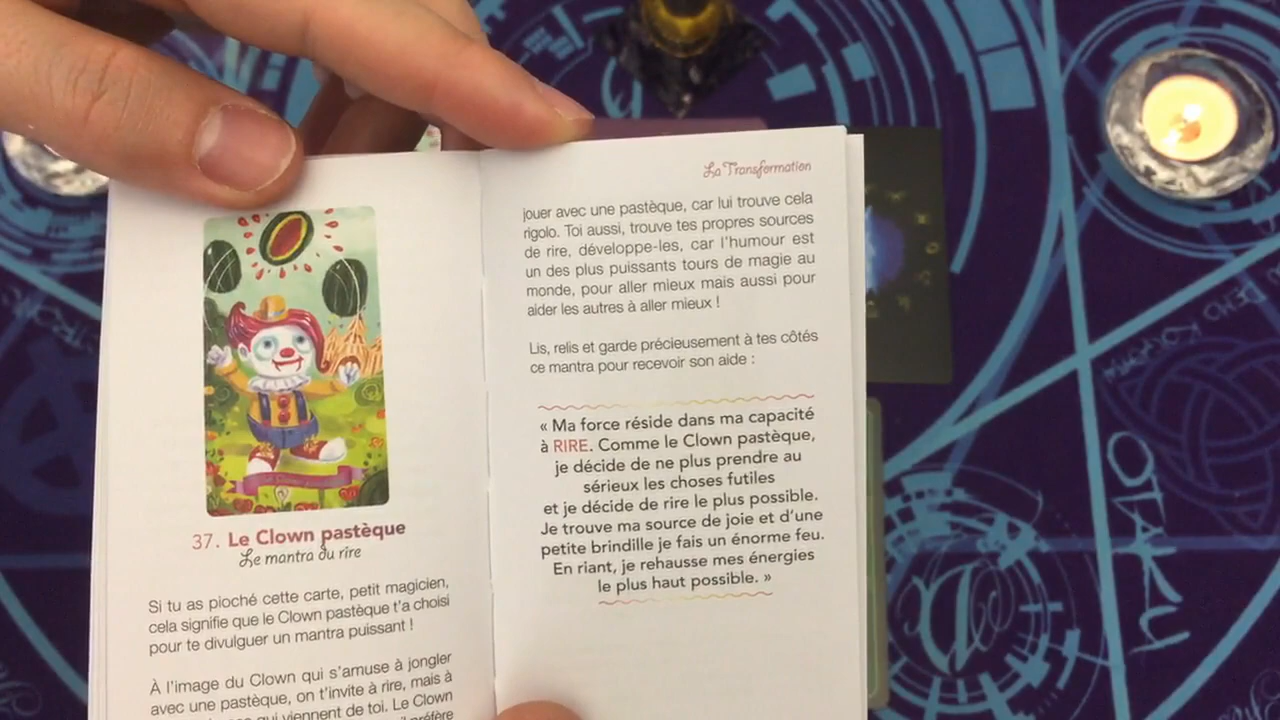 37. Le Clown pastèque
Le mantra du rire
Si tu as pioché cette carte, petit magicien,
cela signifie que le Clown pastèque t'a choisi
pour te divulguer un mantra puissant !
À l'image du Clown qui s'amuse à jongler
avec une pastèque, on t'invite à rire, mais à
qui viennent de toi. Le Clown
préfère
La Transformation
jouer avec une pastèque, car lui trouve cela
rigolo. Toi aussi, trouve tes propres sources
de rire, développe-les, car l'humour est
un des plus puissants tours de magie au
monde, pour aller mieux mais aussi pour
aider les autres à aller mieux !
Lis, relis et garde précieusement à tes côtés
ce mantra pour recevoir son aide :
« Ma force réside dans ma capacité
à RIRE. Comme le Clown pastèque,
je décide de ne plus prendre au
sérieux les choses futiles
et je décide de rire le plus possible.
Je trouve ma source de joie et d'une
petite brindille je fais un énorme feu.
En riant, je rehausse mes énergies
le plus haut possible. »
OTAKU